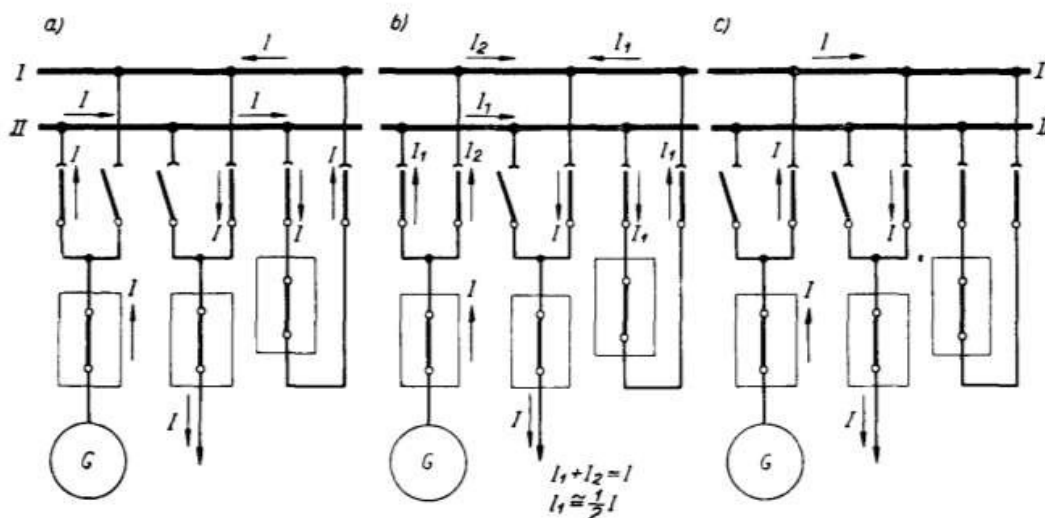 a) I b) I₂ I₁ c) I
I I
II I I I₁ I
I I I₁ I₂ I₁ I
I I I I₁ I
I I I
I I I
G G G
I₁ + I₂ = I
I₁ ≅ ½ I